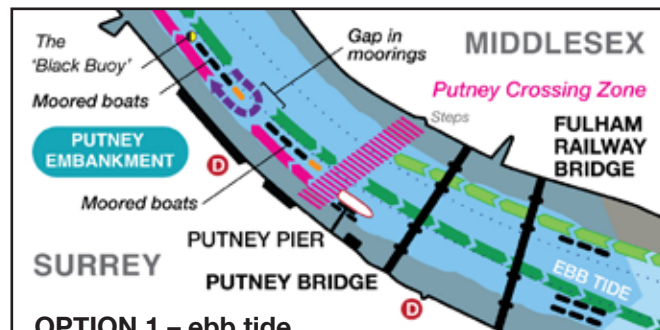 The
'Black Buoy'
Gap in
moorings
MIDDLESEX
Moored boats
Putney Crossing Zone
Steps
PUTNEY
EMBANKMENT
FULHAM
RAILWAY
BRIDGE
D
Moored boats
PUTNEY PIER
SURREY
PUTNEY BRIDGE
EBB TIDE
D
OPTION 1 – ebb tide